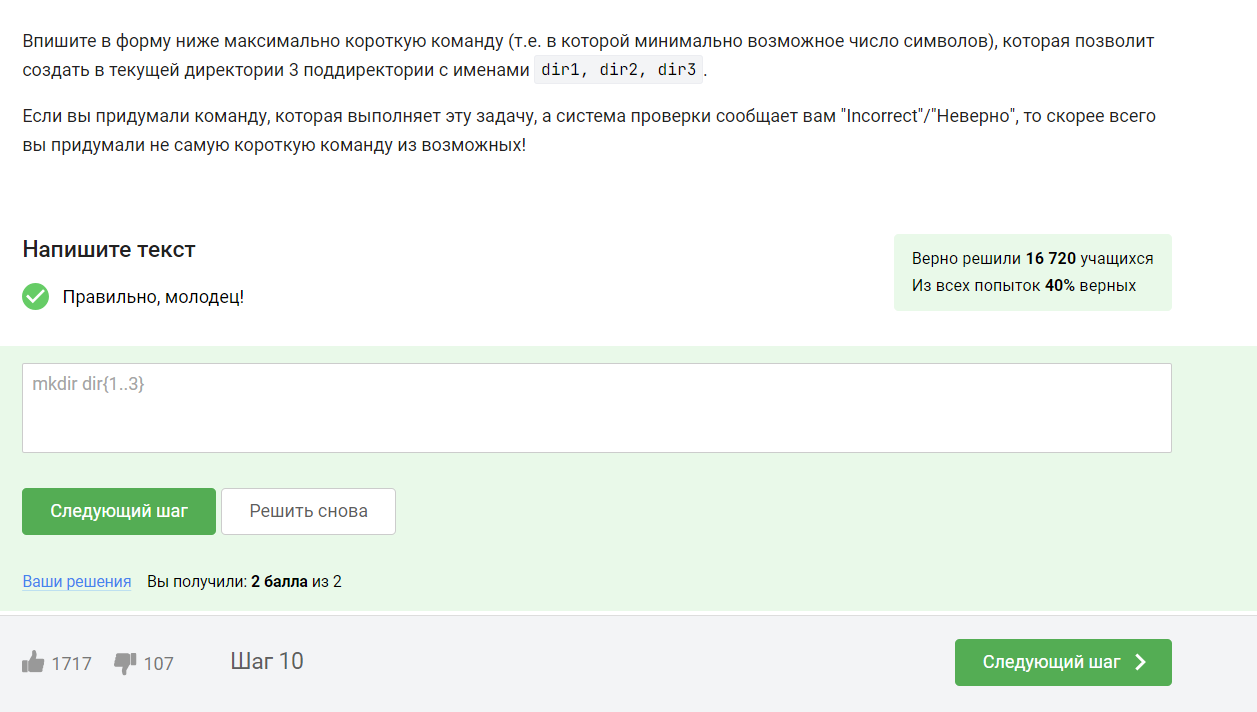 Впишите в форму ниже максимально короткую команду (т.е. в которой минимально возможное число символов), которая позволит
создать в текущей директории 3 поддиректории с именами dir1, dir2, dir3.
Если вы придумали команду, которая выполняет эту задачу, а система проверки сообщает вам "Incorrect"/"Неверно", то скорее всего
вы придумали не самую короткую команду из возможных!
Напишите текст
Верно решили 16 720 учащихся
Из всех попыток 40% верных
Правильно, молодец!
mkdir dir{1..3}
Следующий шаг
Решить снова
Ваши решения Вы получили: 2 балла из 2
1717 107 Шаг 10
Следующий шаг